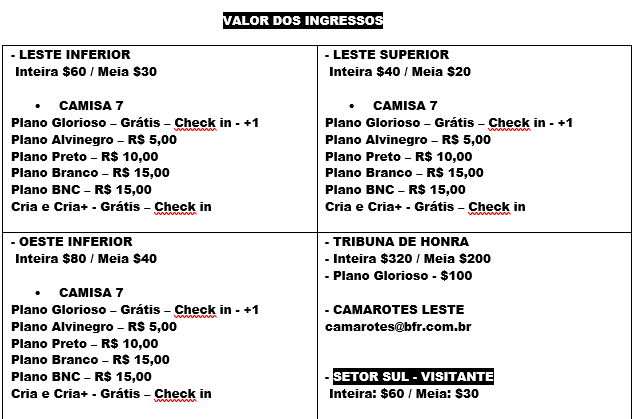 VALOR DOS INGRESSOS
- LESTE INFERIOR
Inteira $60 / Meia $30
• CAMISA 7
Plano Glorioso – Grátis – Check in - +1
Plano Alvinegro – R$ 5,00
Plano Preto – R$ 10,00
Plano Branco – R$ 15,00
Plano BNC – R$ 15,00
Cria e Cria+ - Grátis – Check in
- LESTE SUPERIOR
Inteira $40 / Meia $20
• CAMISA 7
Plano Glorioso – Grátis – Check in - +1
Plano Alvinegro – R$ 5,00
Plano Preto – R$ 10,00
Plano Branco – R$ 15,00
Plano BNC – R$ 15,00
Cria e Cria+ - Grátis – Check in
- OESTE INFERIOR
Inteira $80 / Meia $40
• CAMISA 7
Plano Glorioso – Grátis – Check in - +1
Plano Alvinegro – R$ 5,00
Plano Preto – R$ 10,00
Plano Branco – R$ 15,00
Plano BNC – R$ 15,00
Cria e Cria+ - Grátis – Check in
- TRIBUNA DE HONRA
- Inteira $320 / Meia $200
- Plano Glorioso - $100
- CAMAROTES LESTE
camarotes@bfr.com.br
- SETOR SUL - VISITANTE
Inteira: $60 / Meia: $30